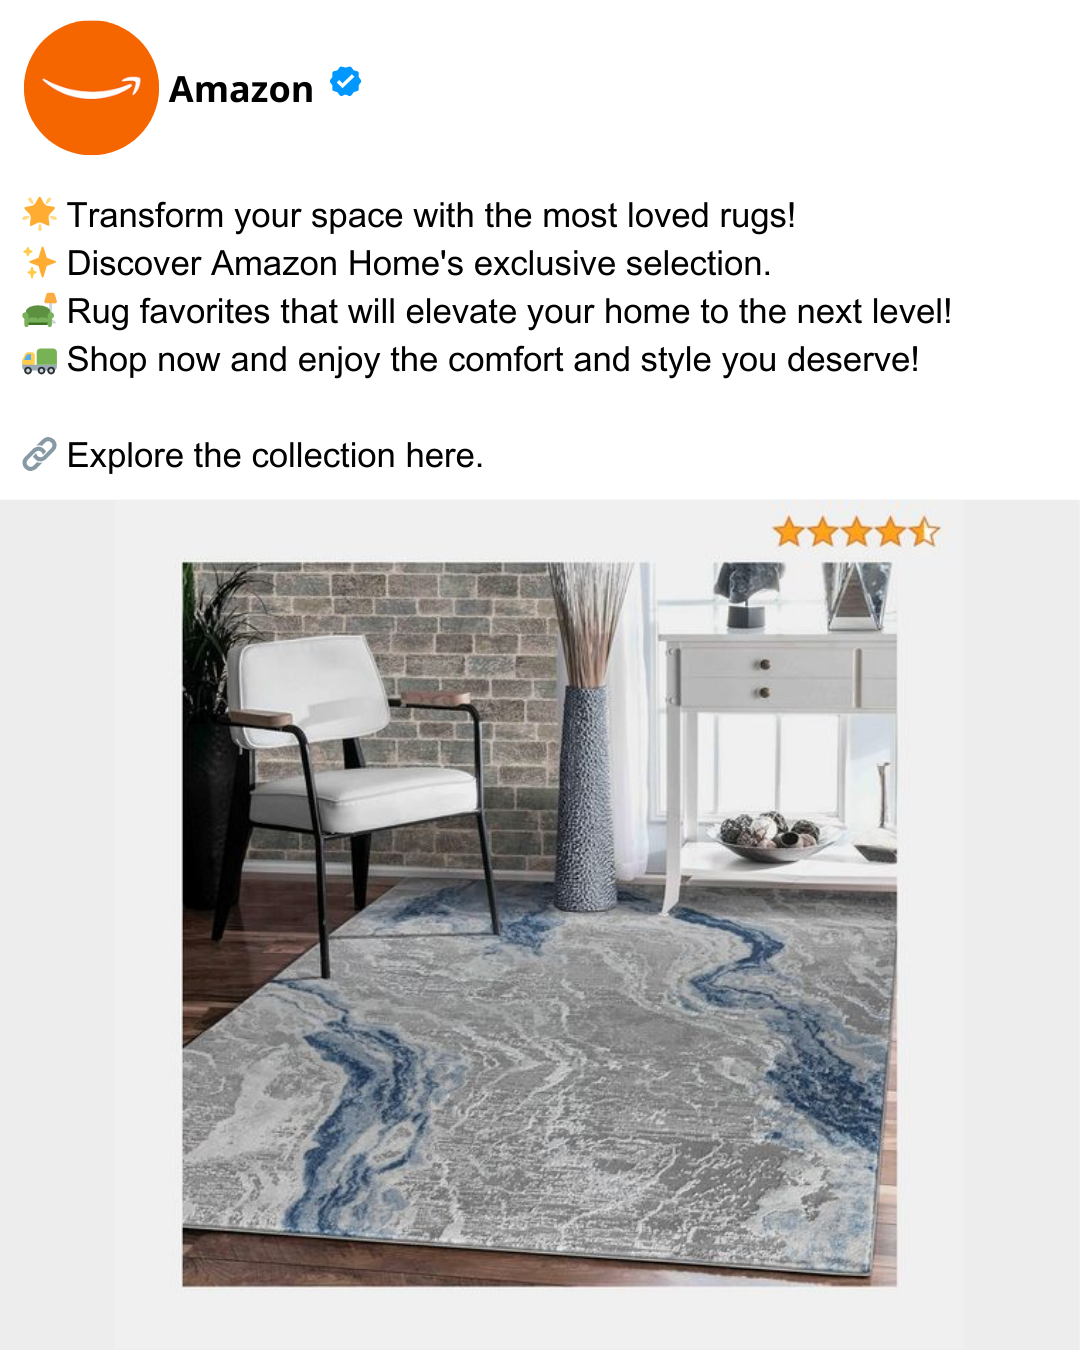 Amazon
🌟 Transform your space with the most loved rugs!
✨ Discover Amazon Home's exclusive selection.
🛋️ Rug favorites that will elevate your home to the next level!
🚛 Shop now and enjoy the comfort and style you deserve!
🔗 Explore the collection here.